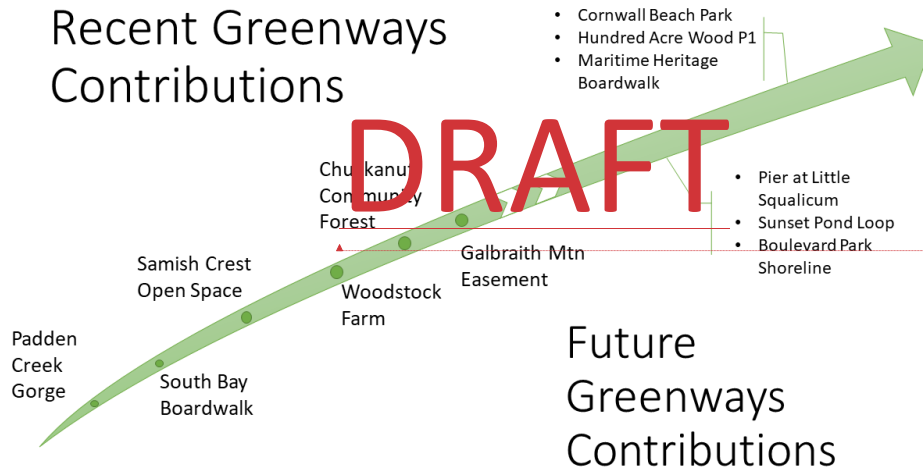 Recent Greenways
Contributions
• Cornwall Beach Park
• Hundred Acre Wood P1
• Maritime Heritage
Boardwalk
DRAFT
Chuckanut
Community
Forest
• Pier at Little
Squalicum
• Sunset Pond Loop
• Boulevard Park
Shoreline
Galbraith Mtn
Easement
Samish Crest
Open Space
Woodstock
Farm
Padden
Creek
Gorge
South Bay
Boardwalk
Future
Greenways
Contributions